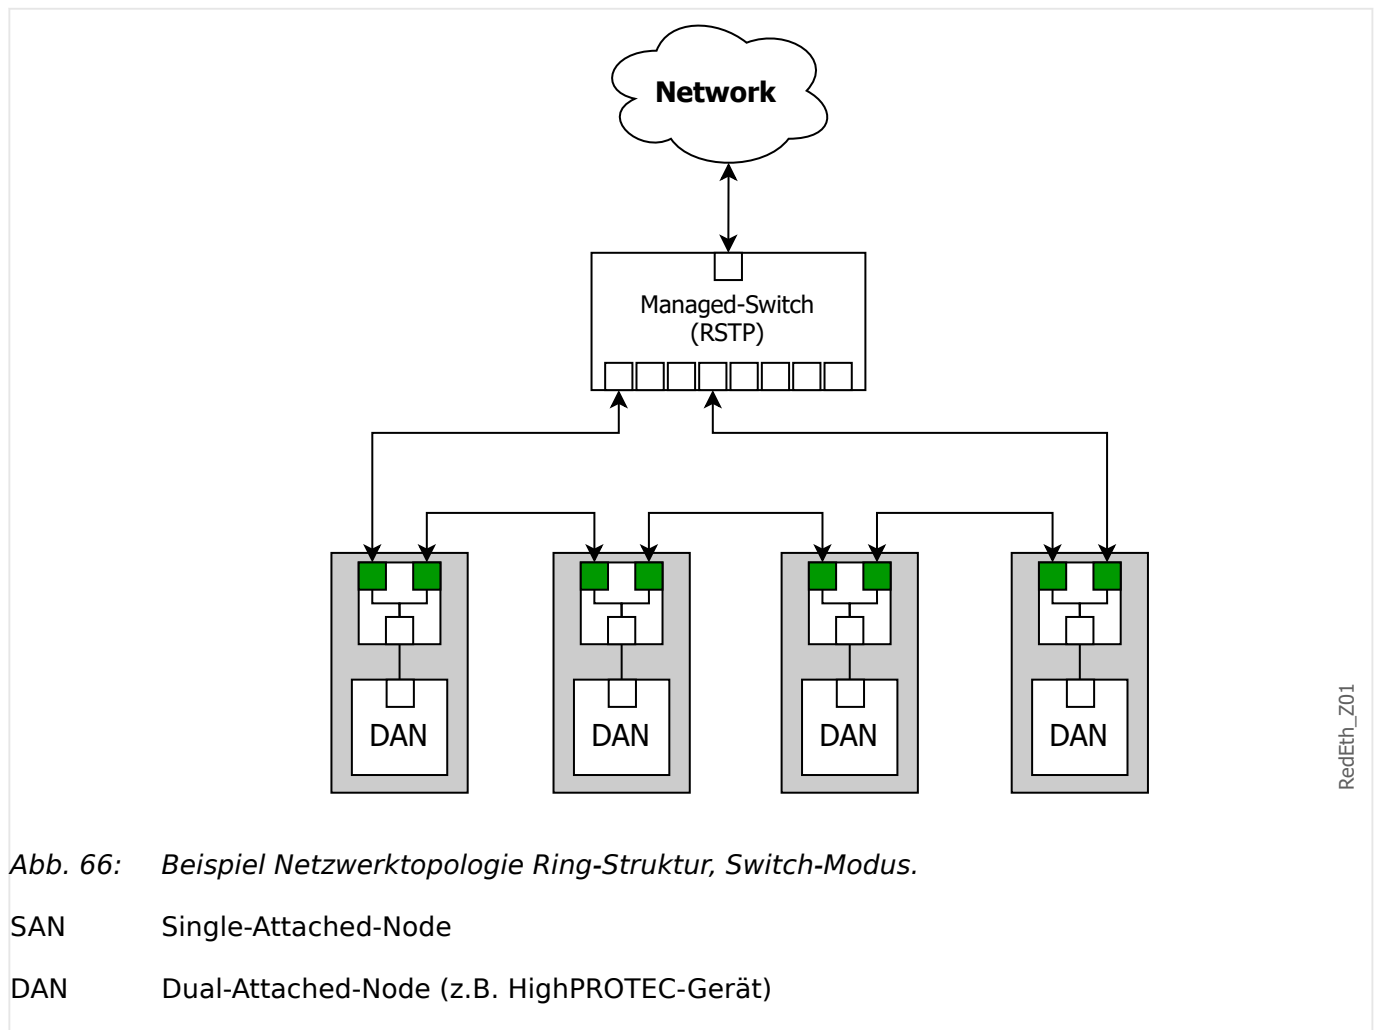 Network
Managed-Switch
(RSTP)
DAN
DAN
DAN
DAN
RedEth_Z01
Abb. 66: Beispiel Netzwerktopologie Ring-Struktur, Switch-Modus.
SAN Single-Attached-Node
DAN Dual-Attached-Node (z.B. HighPROTEC-Gerät)